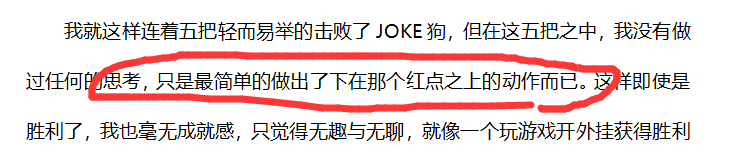 我就这样连着五把轻而易举的击败了 JOKE 狗，但在这五把之中，我没有做
过任何的思考，只是最简单的做出了下在那个红点之上的动作而已。这样即使是
胜利了，我也毫无成就感，只觉得无趣与无聊，就像一个玩游戏开外挂获得胜利